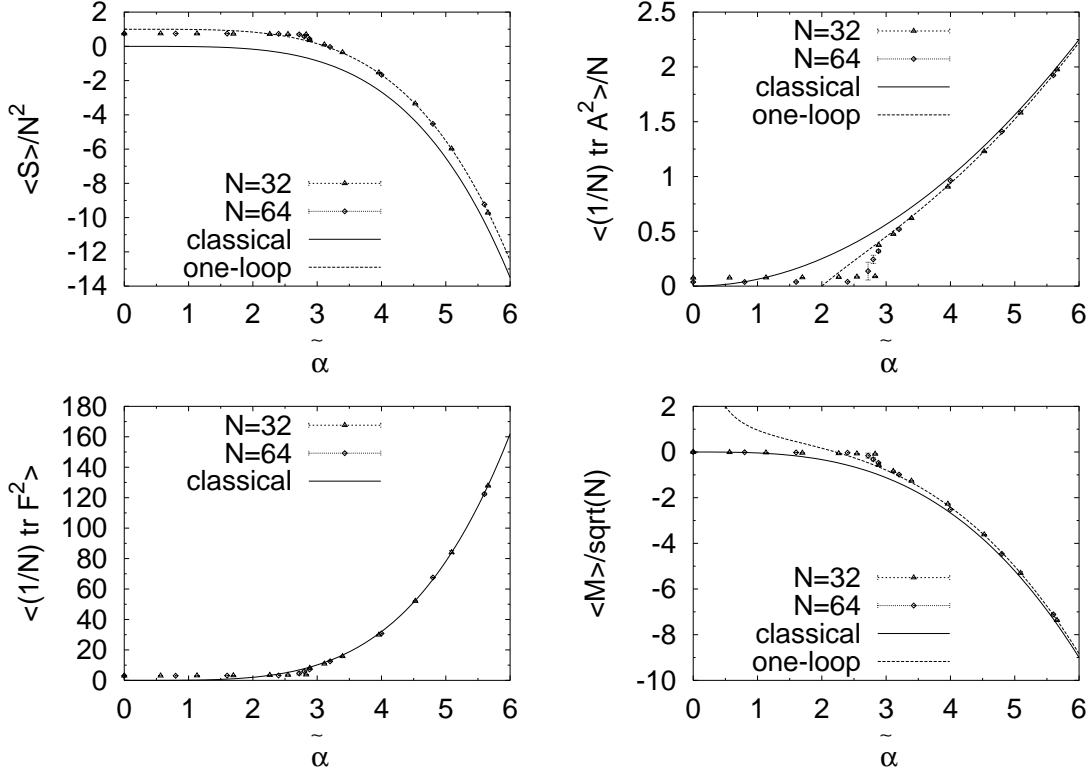 <S>/N^2
2
0
-2
-4
-6
-8
-10
-12
-14
N=32
N=64
classical
one-loop
0 1 2 3 4 5 6
~
α
<(1/N) tr A^2>/N
2.5
2
1.5
1
0.5
0
N=32
N=64
classical
one-loop
0 1 2 3 4 5 6
~
α
<(1/N) tr F^2>
180
160
140
120
100
80
60
40
20
0
N=32
N=64
classical
0 1 2 3 4 5 6
~
α
<M>/sqrt(N)
2
0
-2
-4
-6
-8
-10
N=32
N=64
classical
one-loop
0 1 2 3 4 5 6
~
α